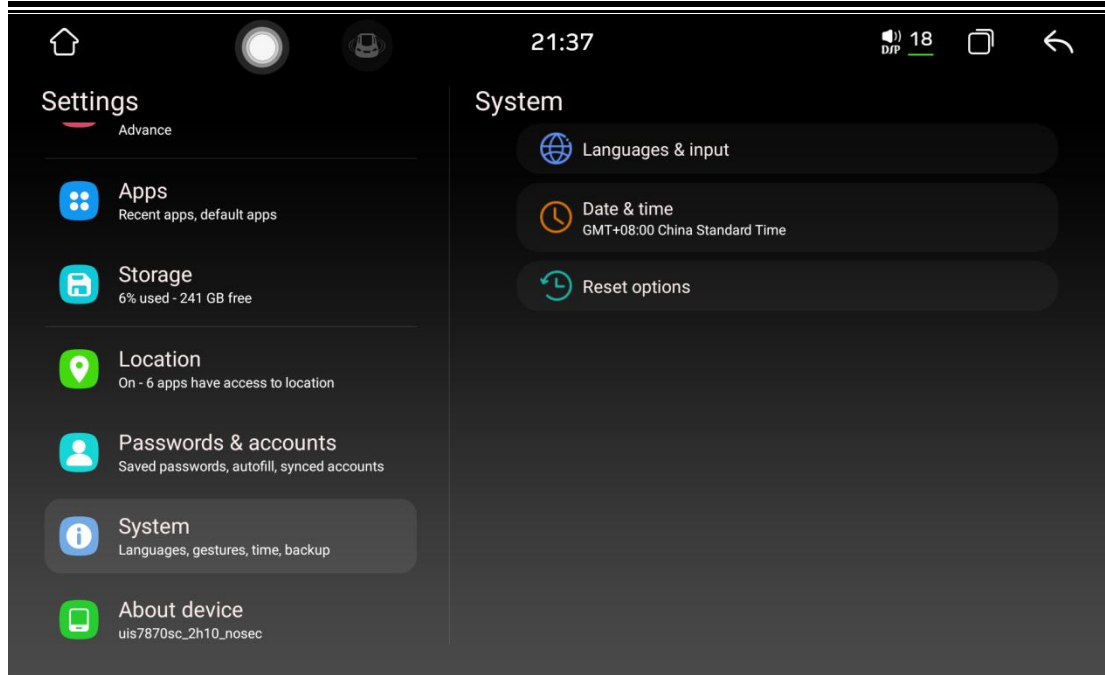 21:37
DSP 18
Settings
Advance
Apps
Recent apps, default apps
Storage
6% used - 241 GB free
Location
On - 6 apps have access to location
Passwords & accounts
Saved passwords, autofill, synced accounts
System
Languages, gestures, time, backup
About device
uis7870sc_2h10_nosec
System
Languages & input
Date & time
GMT+08:00 China Standard Time
Reset options